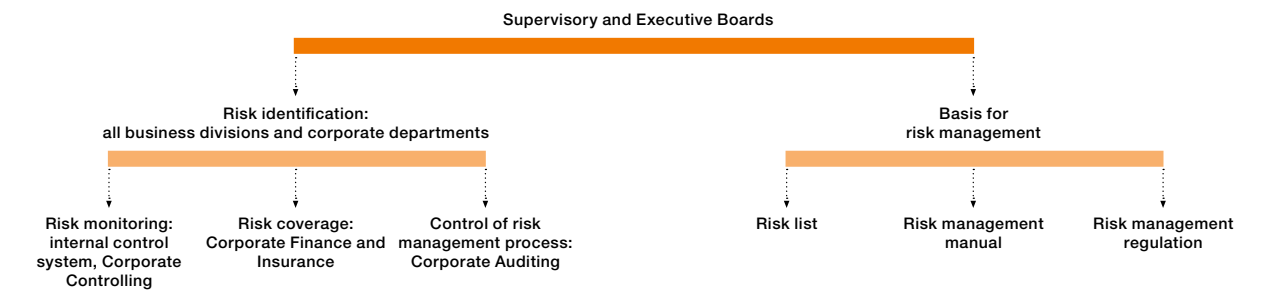 Supervisory and Executive Boards
Risk identification:
all business divisions and corporate departments
Basis for
risk management
Risk monitoring:
internal control
system, Corporate
Controlling
Risk coverage:
Corporate Finance and
Insurance
Control of risk
management process:
Corporate Auditing
Risk list
Risk management
manual
Risk management
regulation